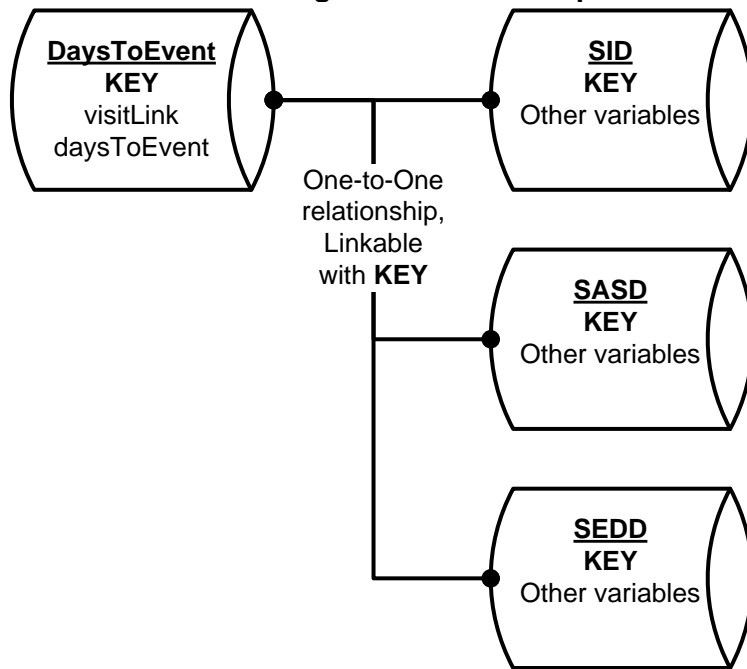 DaysToEvent
KEY
visitLink
daysToEvent
SID
KEY
Other variables
One-to-One
relationship,
Linkable
with KEY
SASD
KEY
Other variables
SEDD
KEY
Other variables